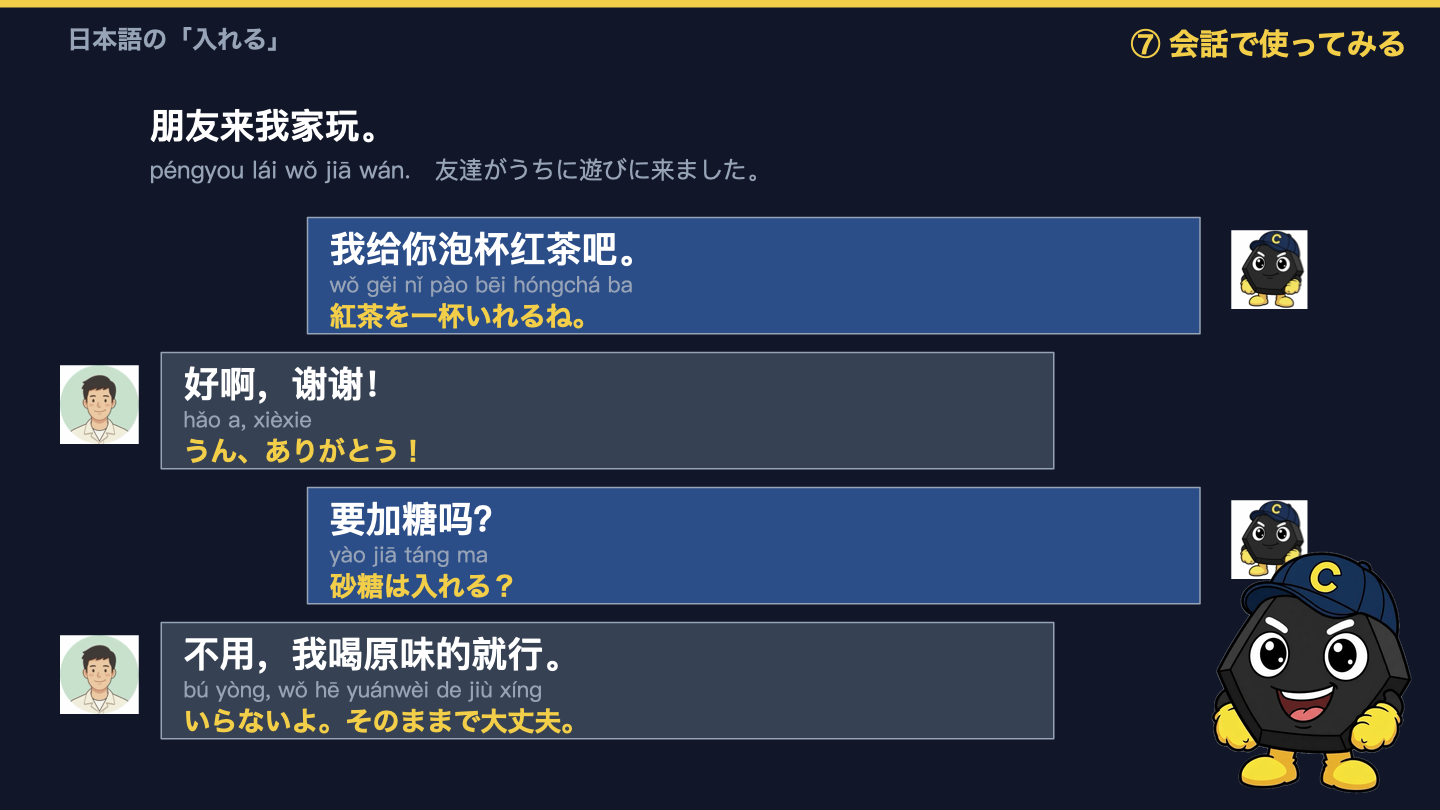 日本語の「入れる」
⑦ 会話で使ってみる
朋友来我家玩。
péngyou lái wǒ jiā wán.　友達がうちに遊びに来ました。
我给你泡杯红茶吧。
wǒ gěi nǐ pào bēi hóngchá ba
紅茶を一杯いれるね。
C
好啊，谢谢！
hǎo a, xièxie
うん、ありがとう！
要加糖吗？
yào jiā táng ma
砂糖は入れる？
C
C
不用，我喝原味的就行。
bú yòng, wǒ hē yuánwèi de jiù xíng
いらないよ。そのままで大丈夫。